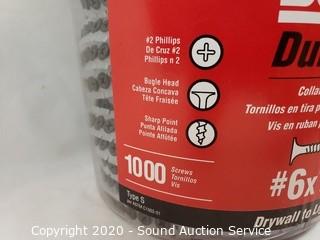 #2 Phillips
De Cruz #2
Phillips n 2
Bugle Head
Cabeza Concava
Tête Fraisée
Sharp Point
Punta Afilada
Pointe Affûtée
1000 Screws
Tornillos
Vis
Type S
Du
Colla
Tornillos en tira p
Vis en ruban
#6x
Drywall to L
Copyright 2020 - Sound Auction Service